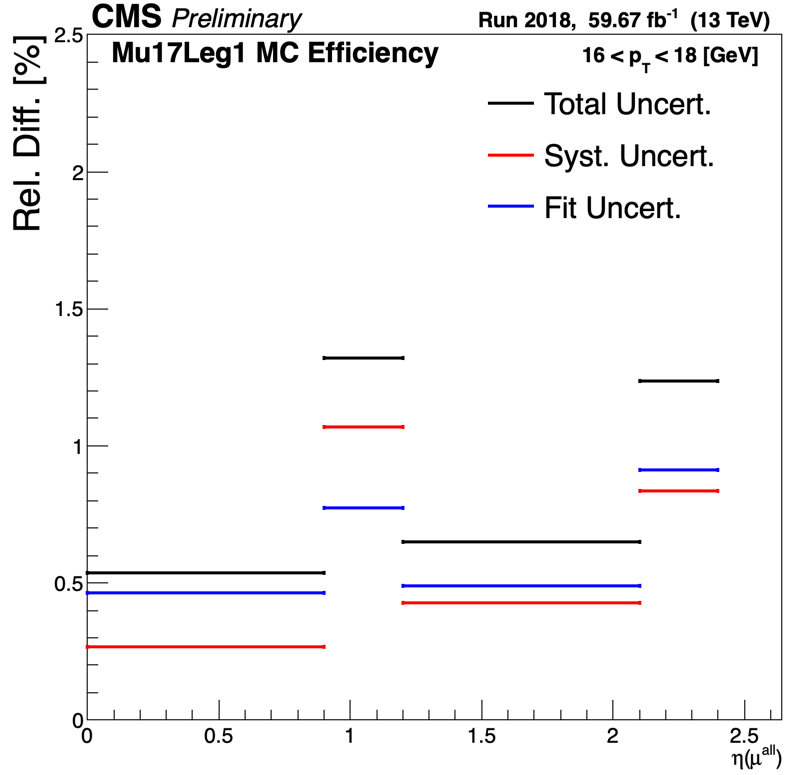 CMS Preliminary
Run 2018, 59.67 fb⁻¹ (13 TeV)
Mu17Leg1 MC Efficiency
16 < p_T < 18 [GeV]
Total Uncert.
Syst. Uncert.
Fit Uncert.
Rel. Diff. [%]
2.5
2
1.5
1
0.5
0
0 0.5 1 1.5 2 2.5
η(μ^all)